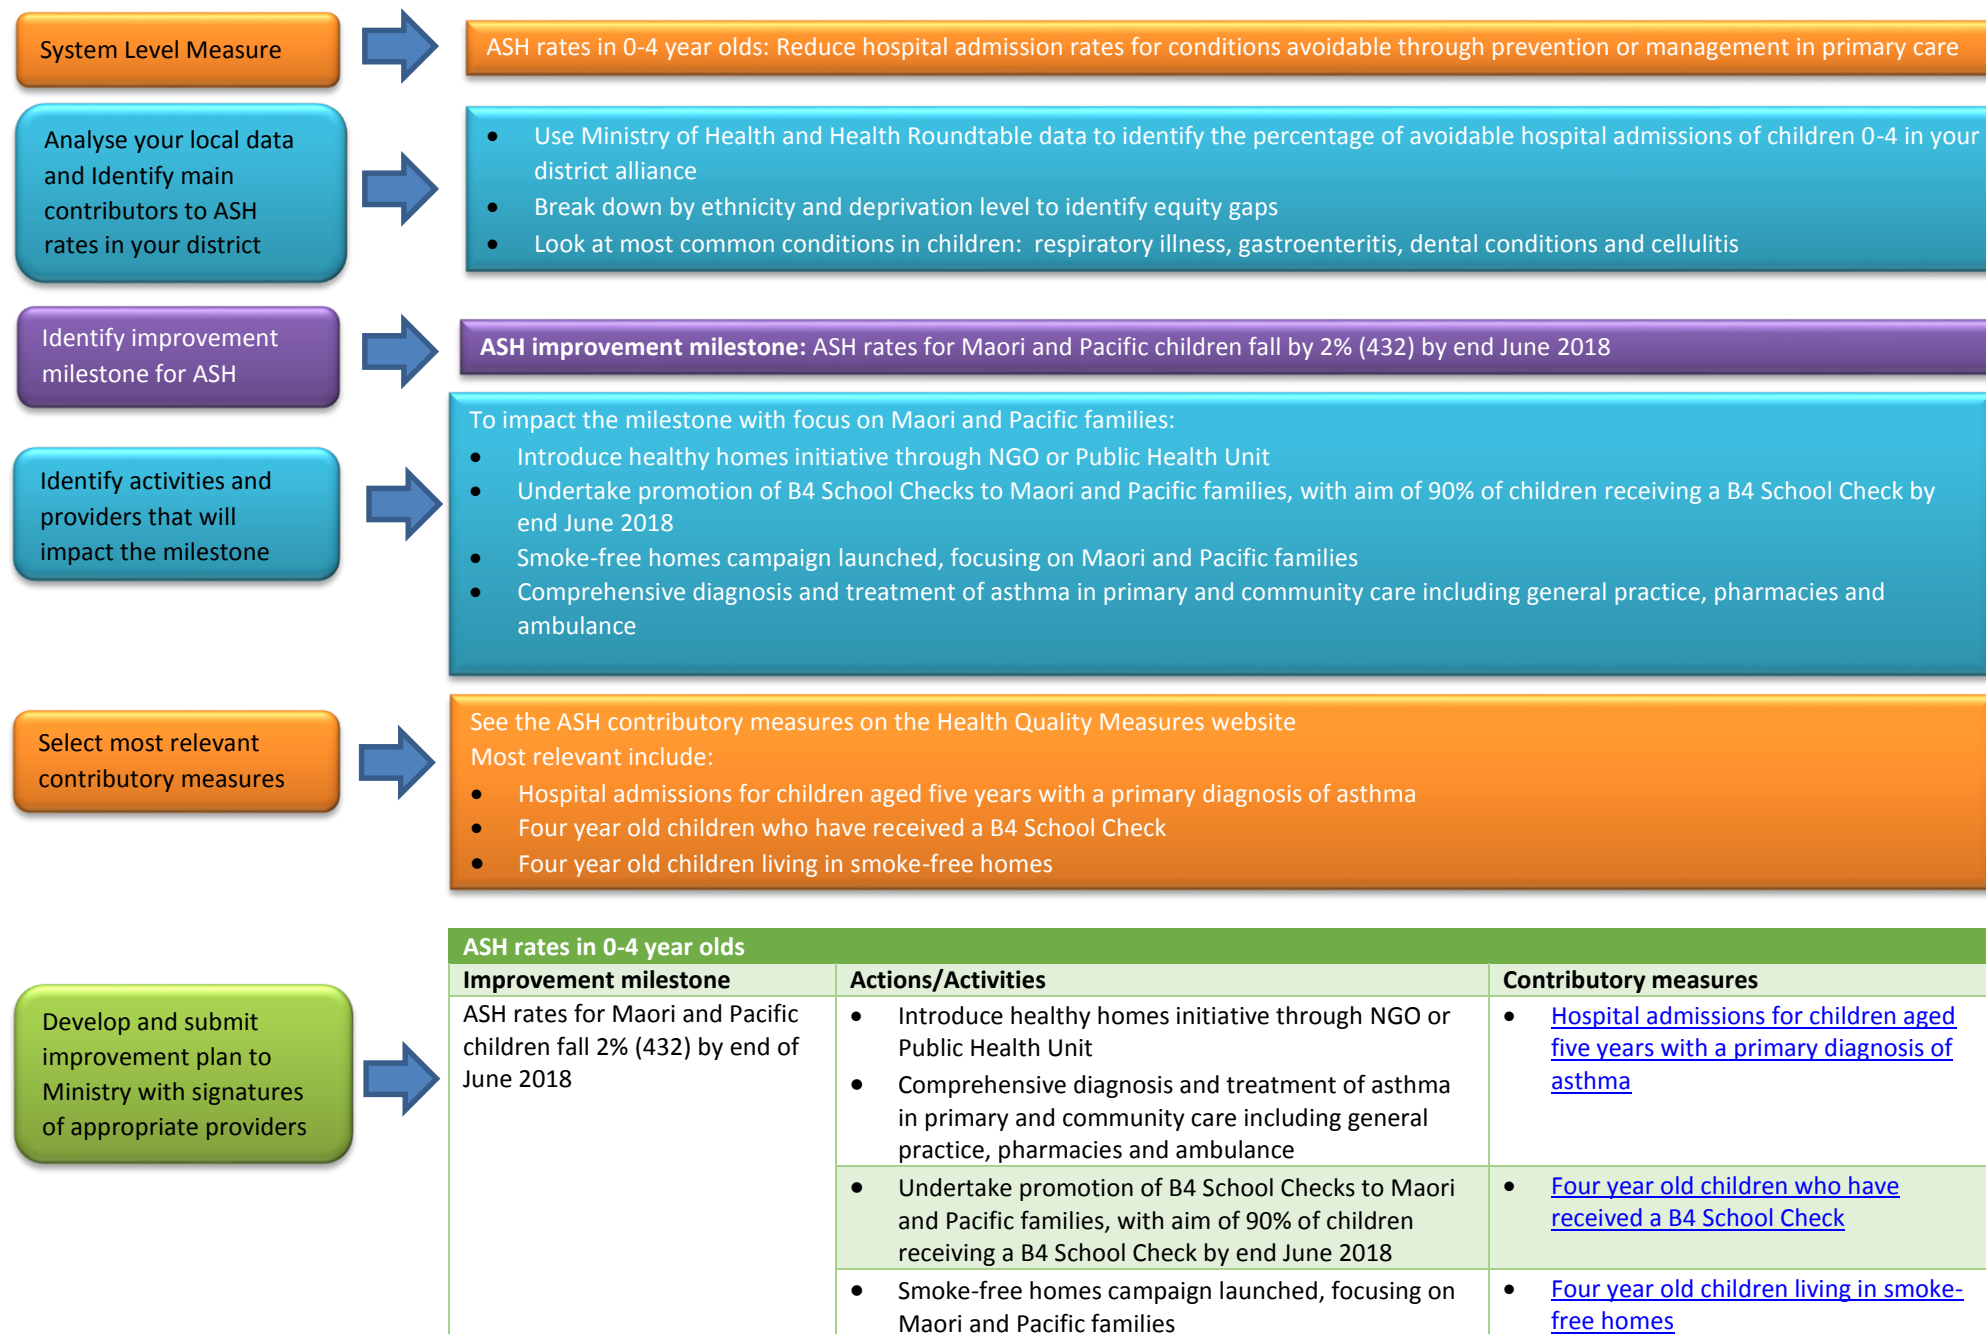 System Level Measure
ASH rates in 0-4 year olds: Reduce hospital admission rates for conditions avoidable through prevention or management in primary care
Analyse your local data
and Identify main
contributors to ASH
rates in your district
• Use Ministry of Health and Health Roundtable data to identify the percentage of avoidable hospital admissions of children 0-4 in your
district alliance
• Break down by ethnicity and deprivation level to identify equity gaps
• Look at most common conditions in children: respiratory illness, gastroenteritis, dental conditions and cellulitis
Identify improvement
milestone for ASH
ASH improvement milestone: ASH rates for Maori and Pacific children fall by 2% (432) by end June 2018
Identify activities and
providers that will
impact the milestone
To impact the milestone with focus on Maori and Pacific families:
• Introduce healthy homes initiative through NGO or Public Health Unit
• Undertake promotion of B4 School Checks to Maori and Pacific families, with aim of 90% of children receiving a B4 School Check by
end June 2018
• Smoke-free homes campaign launched, focusing on Maori and Pacific families
• Comprehensive diagnosis and treatment of asthma in primary and community care including general practice, pharmacies and
ambulance
Select most relevant
contributory measures
See the ASH contributory measures on the Health Quality Measures website
Most relevant include:
• Hospital admissions for children aged five years with a primary diagnosis of asthma
• Four year old children who have received a B4 School Check
• Four year old children living in smoke-free homes
Develop and submit
improvement plan to
Ministry with signatures
of appropriate providers
ASH rates in 0-4 year olds
Improvement milestone
Actions/Activities
Contributory measures
ASH rates for Maori and Pacific
children fall 2% (432) by end of
June 2018
• Introduce healthy homes initiative through NGO or
Public Health Unit
• Comprehensive diagnosis and treatment of asthma
in primary and community care including general
practice, pharmacies and ambulance
• Hospital admissions for children aged
five years with a primary diagnosis of
asthma
• Undertake promotion of B4 School Checks to Maori
and Pacific families, with aim of 90% of children
receiving a B4 School Check by end June 2018
• Four year old children who have
received a B4 School Check
• Smoke-free homes campaign launched, focusing on
Maori and Pacific families
• Four year old children living in smoke-
free homes